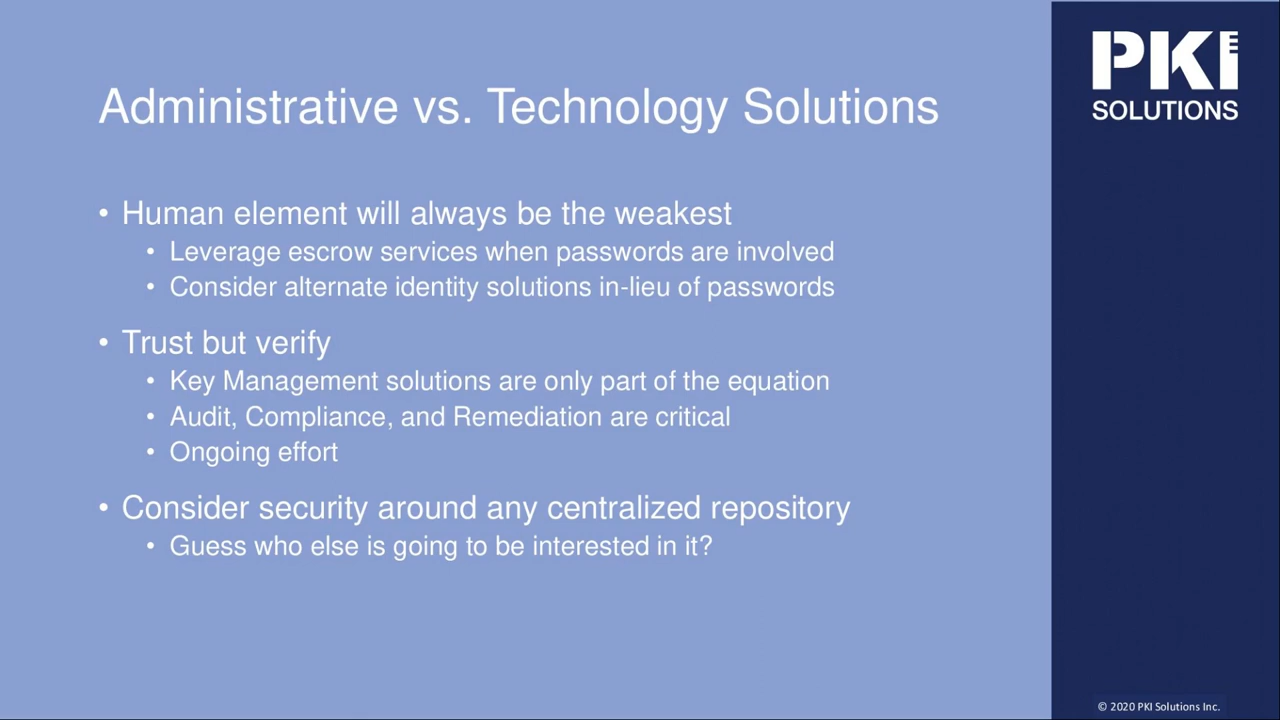 PKI
SOLUTIONS
Administrative vs. Technology Solutions
• Human element will always be the weakest
• Leverage escrow services when passwords are involved
• Consider alternate identity solutions in-lieu of passwords
• Trust but verify
• Key Management solutions are only part of the equation
• Audit, Compliance, and Remediation are critical
• Ongoing effort
• Consider security around any centralized repository
• Guess who else is going to be interested in it?
© 2020 PKI Solutions Inc.